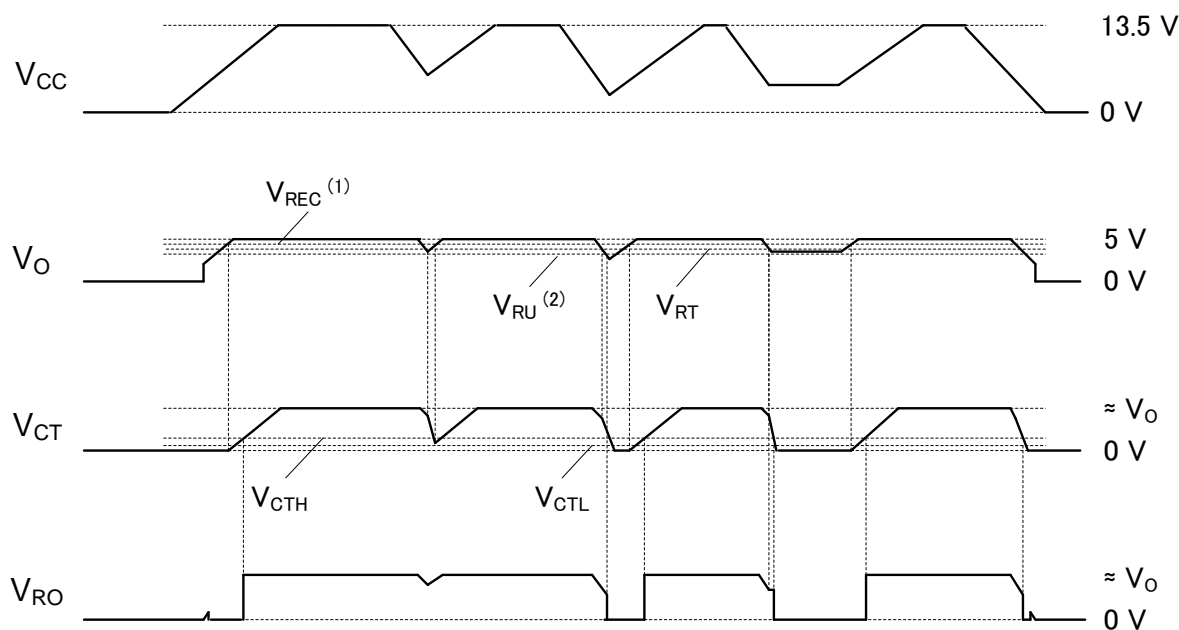 13.5 V
VCC
0 V
VREC (1)
5 V
VO
0 V
VRU (2)
VRT
≈ VO
VCT
0 V
VCTH
VCTL
≈ VO
VRO
0 V